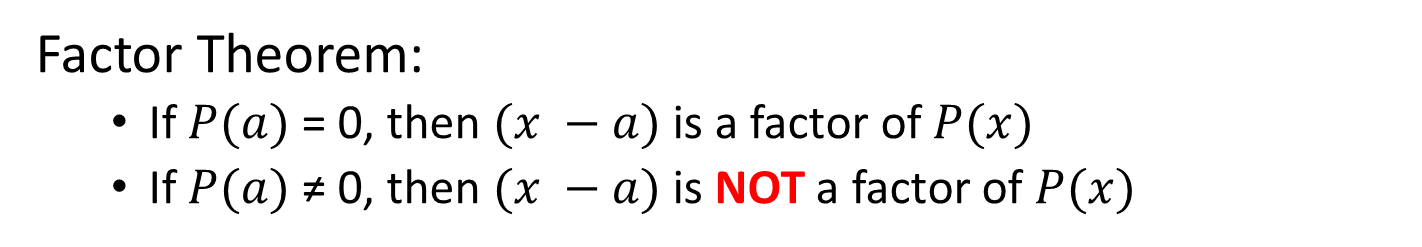 Factor Theorem:
• If P(a) = 0, then (x − a) is a factor of P(x)
• If P(a) ≠ 0, then (x − a) is NOT a factor of P(x)